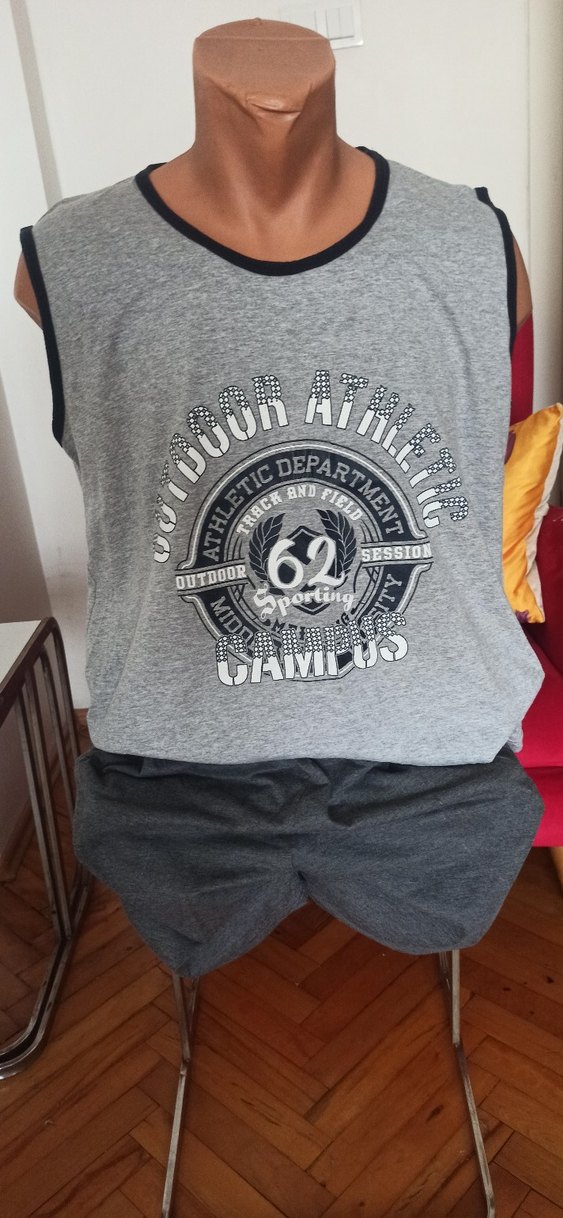 OUTDOOR ATHLETIC
ATHLETIC DEPARTMENT
TRACK AND FIELD
OUTDOOR 62 SESSION
Sporting
CAMPUS